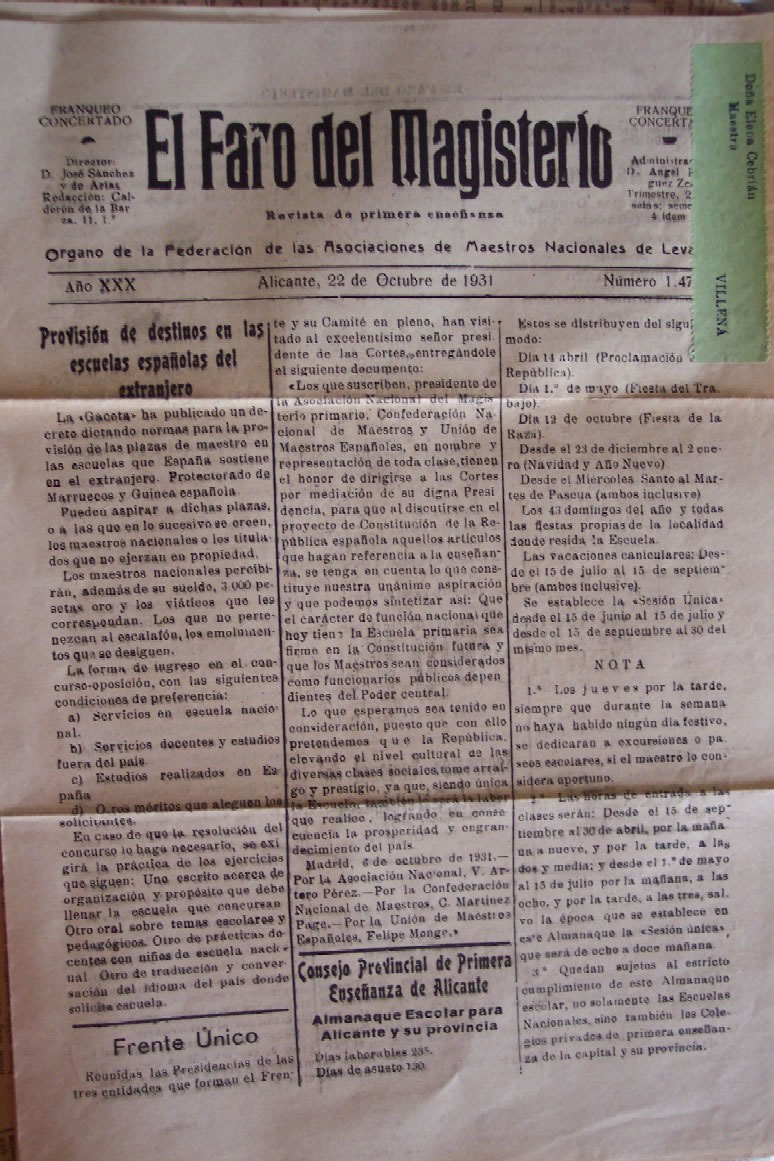 FRANQUEO
CONCERTADO
Director:
D. José Sánchez
y de Arias
Redacción: Cal-
derón de la Bar
ca. 11, 1.º
El Faro del Magisterio
Revista de primera enseñanza
FRANQUE
CONCERTA
Administra
D. Angel
guez Ze
Trimestre, 2
setas; seme
4 idem
Doña Elena Cebrián
Maestra
VILLENA
Organo de la Federación de las Asociaciones de Maestros Nacionales de Leva
Año XXX
Alicante, 22 de Octubre de 1931
Número 1.47
Provisión de destinos en las
escuelas españolas del
extranjero
La «Gaceta» ha publicado un de-
creto dictando normas para la pro-
visión de las plazas de maestro en
las escuelas que España sostiene
en el extranjero. Protectorado de
Marruecos y Guinea española.
Pueden aspirar a dichas plazas,
o a las que en lo sucesivo se creen,
los maestros nacionales o los titula-
dos que no ejerzan en propiedad.
Los maestros nacionales percibi-
rán, además de su sueldo, 3.000 pe-
setas oro y los viáticos que les
correspondan. Los que no perte-
nezcan al escalafón, los emolumen-
tos que se designen.
La forma de ingreso en el con-
curso-oposición, con las siguientes
condiciones de preferencia:
a) Servicios en escuela nacio-
nal.
b) Servicios docentes y estudios
fuera del país.
c) Estudios realizados en Es-
paña
d) Otros méritos que aleguen los
solicitantes.
En caso de que la resolución del
concurso lo haga necesario, se exi
girá la práctica de los ejercicios
que siguen: Uno escrito acerca de
organización y propósito que debe
llenar la escuela que concursan
Otro oral sobre temas escolares y
pedagógicos. Otro de prácticas do-
centes con niños de escuela nacio-
nal Otro de traducción y conver-
sación del idioma del país donde
solicita escuela.
Frente Único
Reunidas las Presidencias de las
tres entidades que forman el Fren-
te y su Camité en pleno, han visi-
tado al excelentísimo señor presi-
dente de las Cortes, entregándole
el siguiente documento:
«Los que suscriben, presidente de
la Asociación Nacional del Magis
terio primario, Confederación Na-
cional de Maestros y Unión de
Maestros Españoles, en nombre y
representación de toda clase, tienen
el honor de dirigirse a las Cortes
por mediación de su digna Presi
dencia, para que al discutirse en el
proyecto de Constitución de la Re-
pública española aquellos artículos
que hagan referencia a la enseñan-
za, se tenga en cuenta lo que cons-
tituye nuestra unánime aspiración
y que podemos sintetizar así: Que
el carácter de función nacional que
hoy tiene la Escuela primaria sea
firme en la Constitución futura y
que los Maestros sean considerados
como funcionarios públicos depen
dientes del Poder central.
Lo que esperamos sea tenido en
consideración, puesto que con ello
pretendemos que la República,
elevando el nivel cultural de las
diversas clases sociales, tome arrai-
go y prestigio, ya que, siendo única
la Escuela, también lo será la labor
que realice, logrando en conse
cuencia la prosperidad y engran-
decimiento del país
Madrid, 6 de octubre de 1931.—
Por la Asociación Nacional, V. Ar-
tero Pérez.—Por la Confederación
Nacional de Maestros, C. Martínez
Page.—Por la Unión de Maestros
Españoles, Felipe Monge.»
Consejo Provincial de Primera
Enseñanza de Alicante
Almanaque Escolar para
Alicante y su provincia
Días laborables 235.
Días de asueto 130.
Estos se distribuyen del sigui
modo:
Día 14 abril (Proclamación
República).
Día 1.º de mayo (Fiesta del Tra
bajo).
Día 12 de octubre (Fiesta de la
Raza).
Desde el 23 de diciembre al 2 ene-
ro (Navidad y Año Nuevo)
Desde el Miércoles Santo al Mar-
tes de Pascua (ambos inclusive)
Los 43 domingos del año y todas
las fiestas propias de la localidad
donde resida la Escuela.
Las vacaciones caniculares: Des-
de el 15 de julio al 15 de septiem-
bre (ambos inclusive).
Se establece la «Sesión Única»
desde el 15 de junio al 15 de julio y
desde el 15 de septiembre al 30 del
mismo mes.
NOTA
1.ª Los jueves por la tarde,
siempre que durante la semana
no haya habido ningún día festivo,
se dedicarán a excursiones o pa-
seos escolares, si el maestro lo con-
sidera oportuno.
2.ª Las horas de entrada a las
clases serán: Desde el 15 de sep-
tiembre al 30 de abril, por la maña
na a nueve, y por la tarde, a las
dos y media; y desde el 1.º de mayo
al 15 de julio por la mañana, a las
ocho, y por la tarde, a las tres, sal-
vo la época que se establece en
este Almanaque la «Sesión única»
que será de ocho a doce mañana.
3.ª Quedan sujetos al estricto
cumplimiento de este Almanaque
escolar, no solamente las Escuelas
Nacionales, sino también los Cole-
gios privados de primera enseñan-
za de la capital y su provincia.